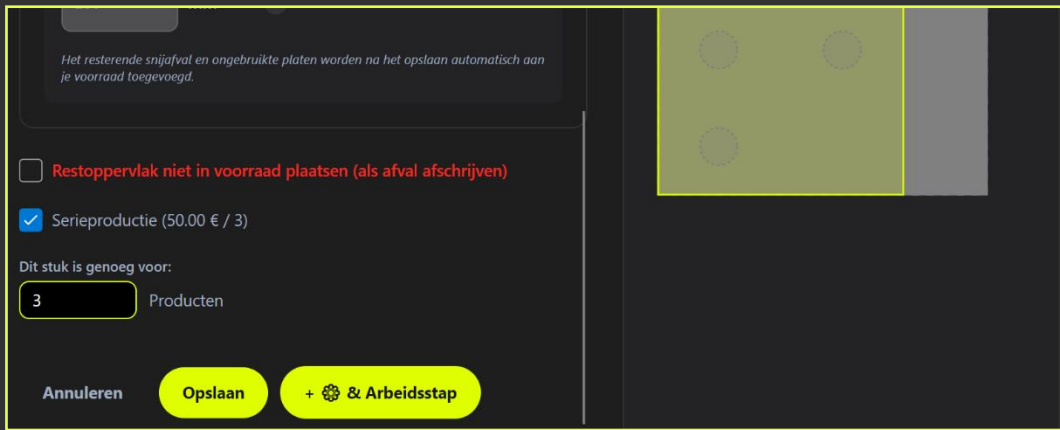 Het resterende snijafval en ongebruikte platen worden na het opslaan automatisch aan
je voorraad toegevoegd.
Restoppervlak niet in voorraad plaatsen (als afval afschrijven)
Serieproductie (50.00 € / 3)
Dit stuk is genoeg voor:
3 Producten
Annuleren Opslaan + & Arbeidsstap